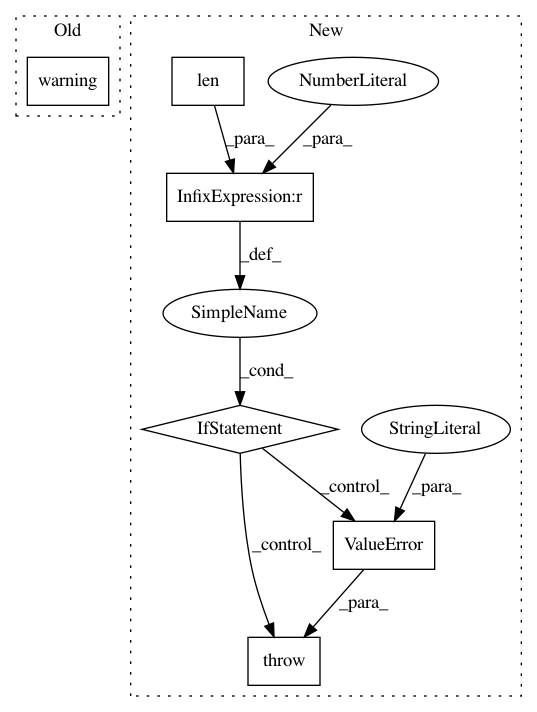 Old
New
warning
len
NumberLiteral
_para_
_para_
InfixExpression:r
_def_
SimpleName
_cond_
IfStatement
StringLiteral
_control_
_para_
_control_
ValueError
_para_
throw